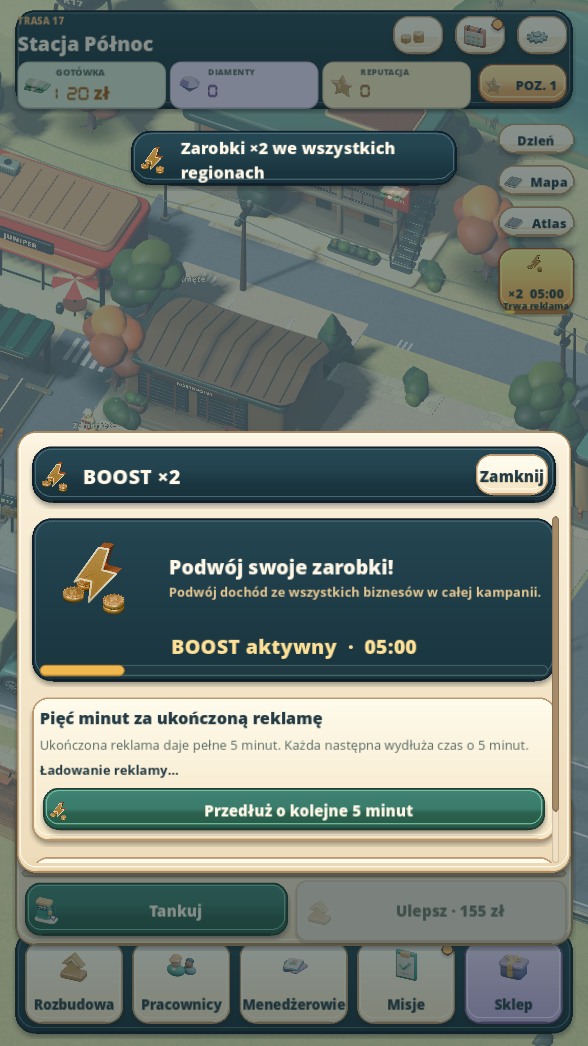 TRASA 17
Stacja Północ
GOTÓWKA
120 zł
DIAMENTY
0
REPUTACJA
0
POZ. 1
Zarobki ×2 we wszystkich
regionach
Dzień
Mapa
Atlas
×2 05:00
Trwa reklama
JUNIPER
BOOST ×2
Zamknij
Podwój swoje zarobki!
Podwój dochód ze wszystkich biznesów w całej kampanii.
BOOST aktywny · 05:00
Pięć minut za ukończoną reklamę
Ukończona reklama daje pełne 5 minut. Każda następna wydłuża czas o 5 minut.
Ładowanie reklamy...
Przedłuż o kolejne 5 minut
Tankuj
Ulepsz · 155 zł
Rozbudowa
Pracownicy
Menedżerowie
Misje
Sklep